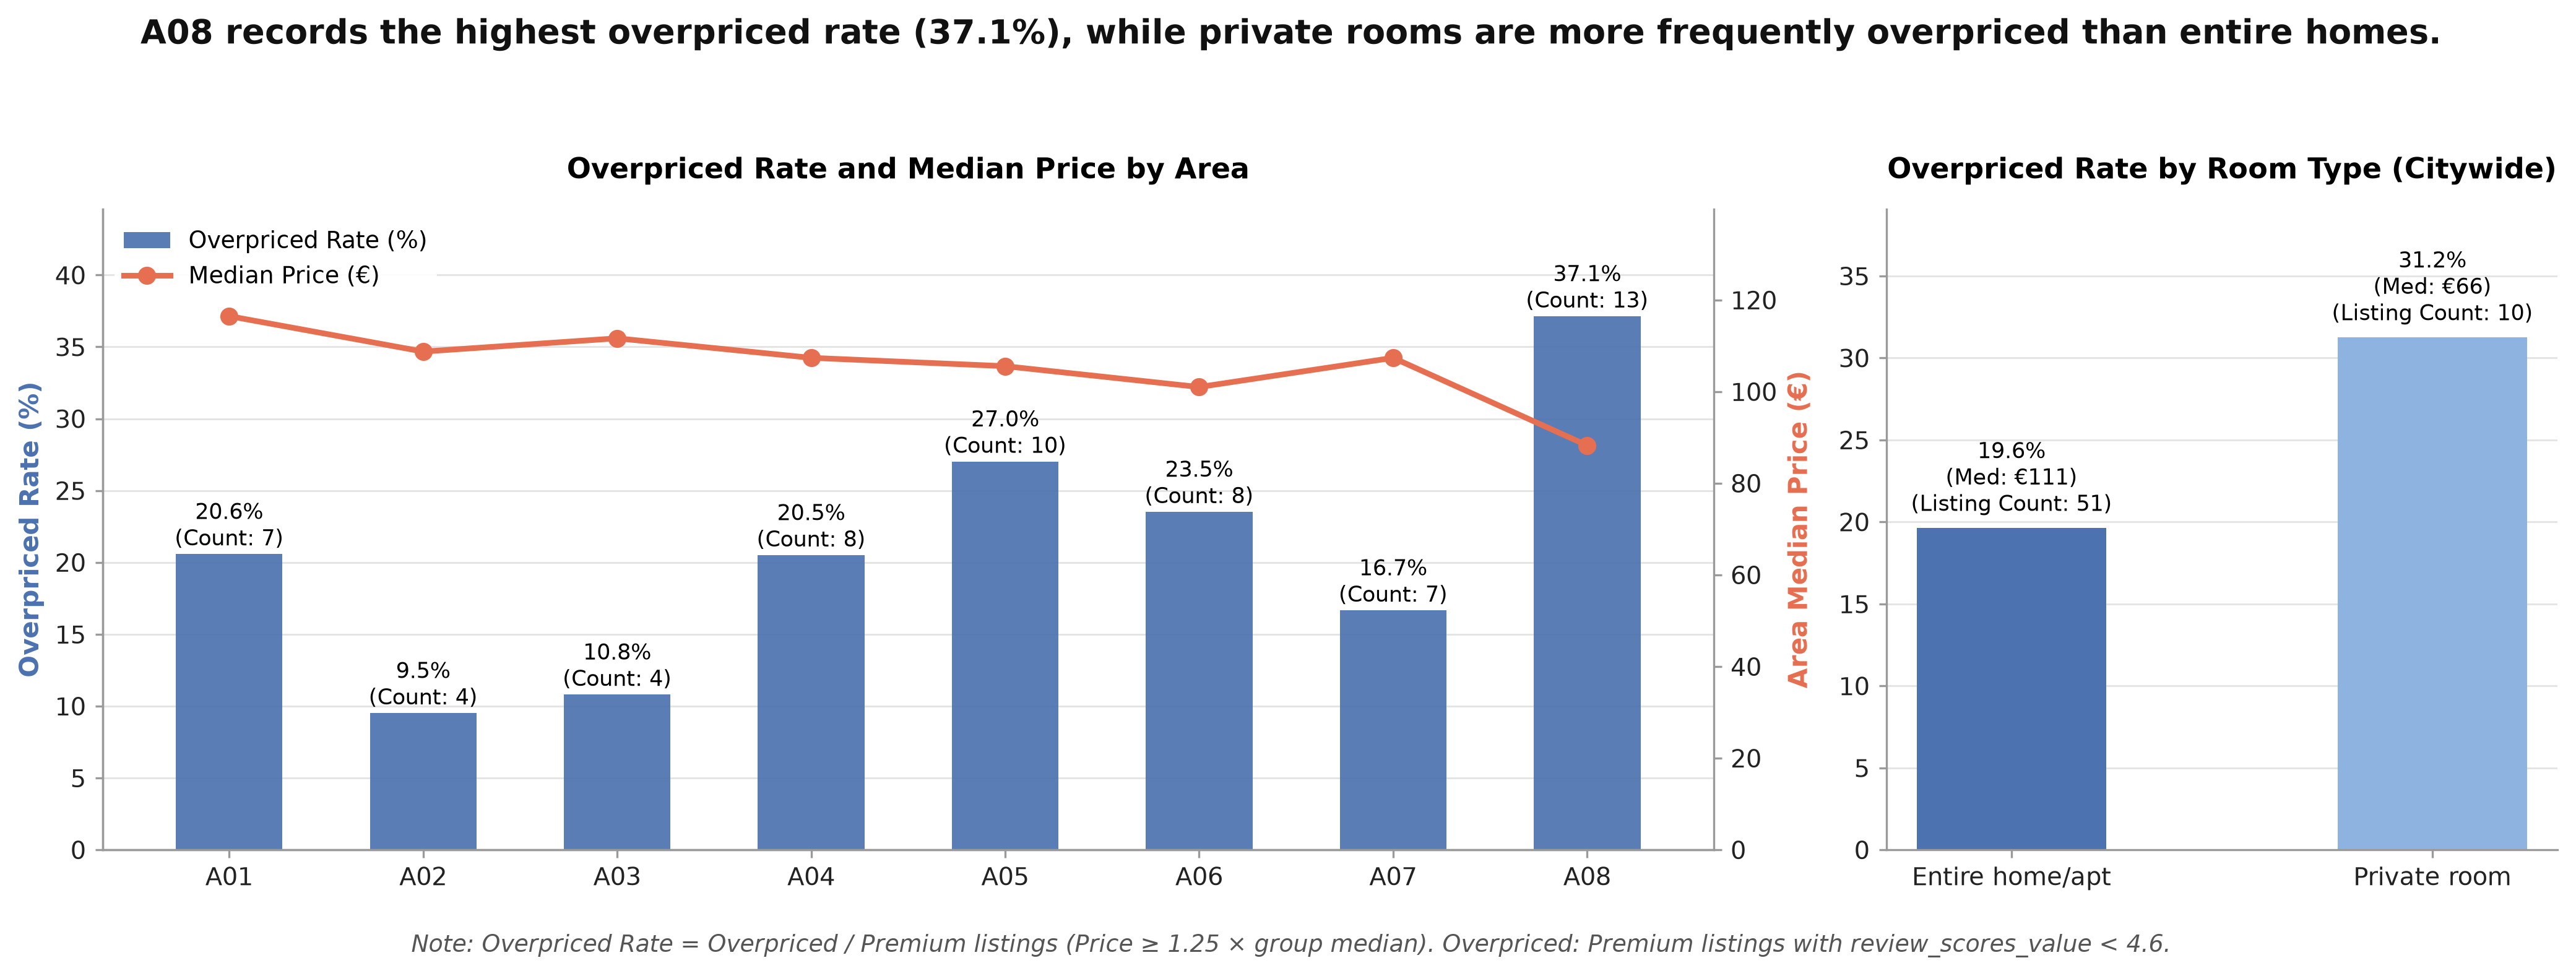 A08 records the highest overpriced rate (37.1%), while private rooms are more frequently overpriced than entire homes.
Overpriced Rate and Median Price by Area
Overpriced Rate (%)
Median Price (€)
Overpriced Rate (%)
40
35
30
25
20
15
10
5
0
20.6%
(Count: 7)
9.5%
(Count: 4)
10.8%
(Count: 4)
20.5%
(Count: 8)
27.0%
(Count: 10)
23.5%
(Count: 8)
16.7%
(Count: 7)
37.1%
(Count: 13)
A01
A02
A03
A04
A05
A06
A07
A08
120
100
80
60
40
20
0
Area Median Price (€)
Overpriced Rate by Room Type (Citywide)
35
30
25
20
15
10
5
0
19.6%
(Med: €111)
(Listing Count: 51)
31.2%
(Med: €66)
(Listing Count: 10)
Entire home/apt
Private room
Note: Overpriced Rate = Overpriced / Premium listings (Price ≥ 1.25 × group median). Overpriced: Premium listings with review_scores_value < 4.6.